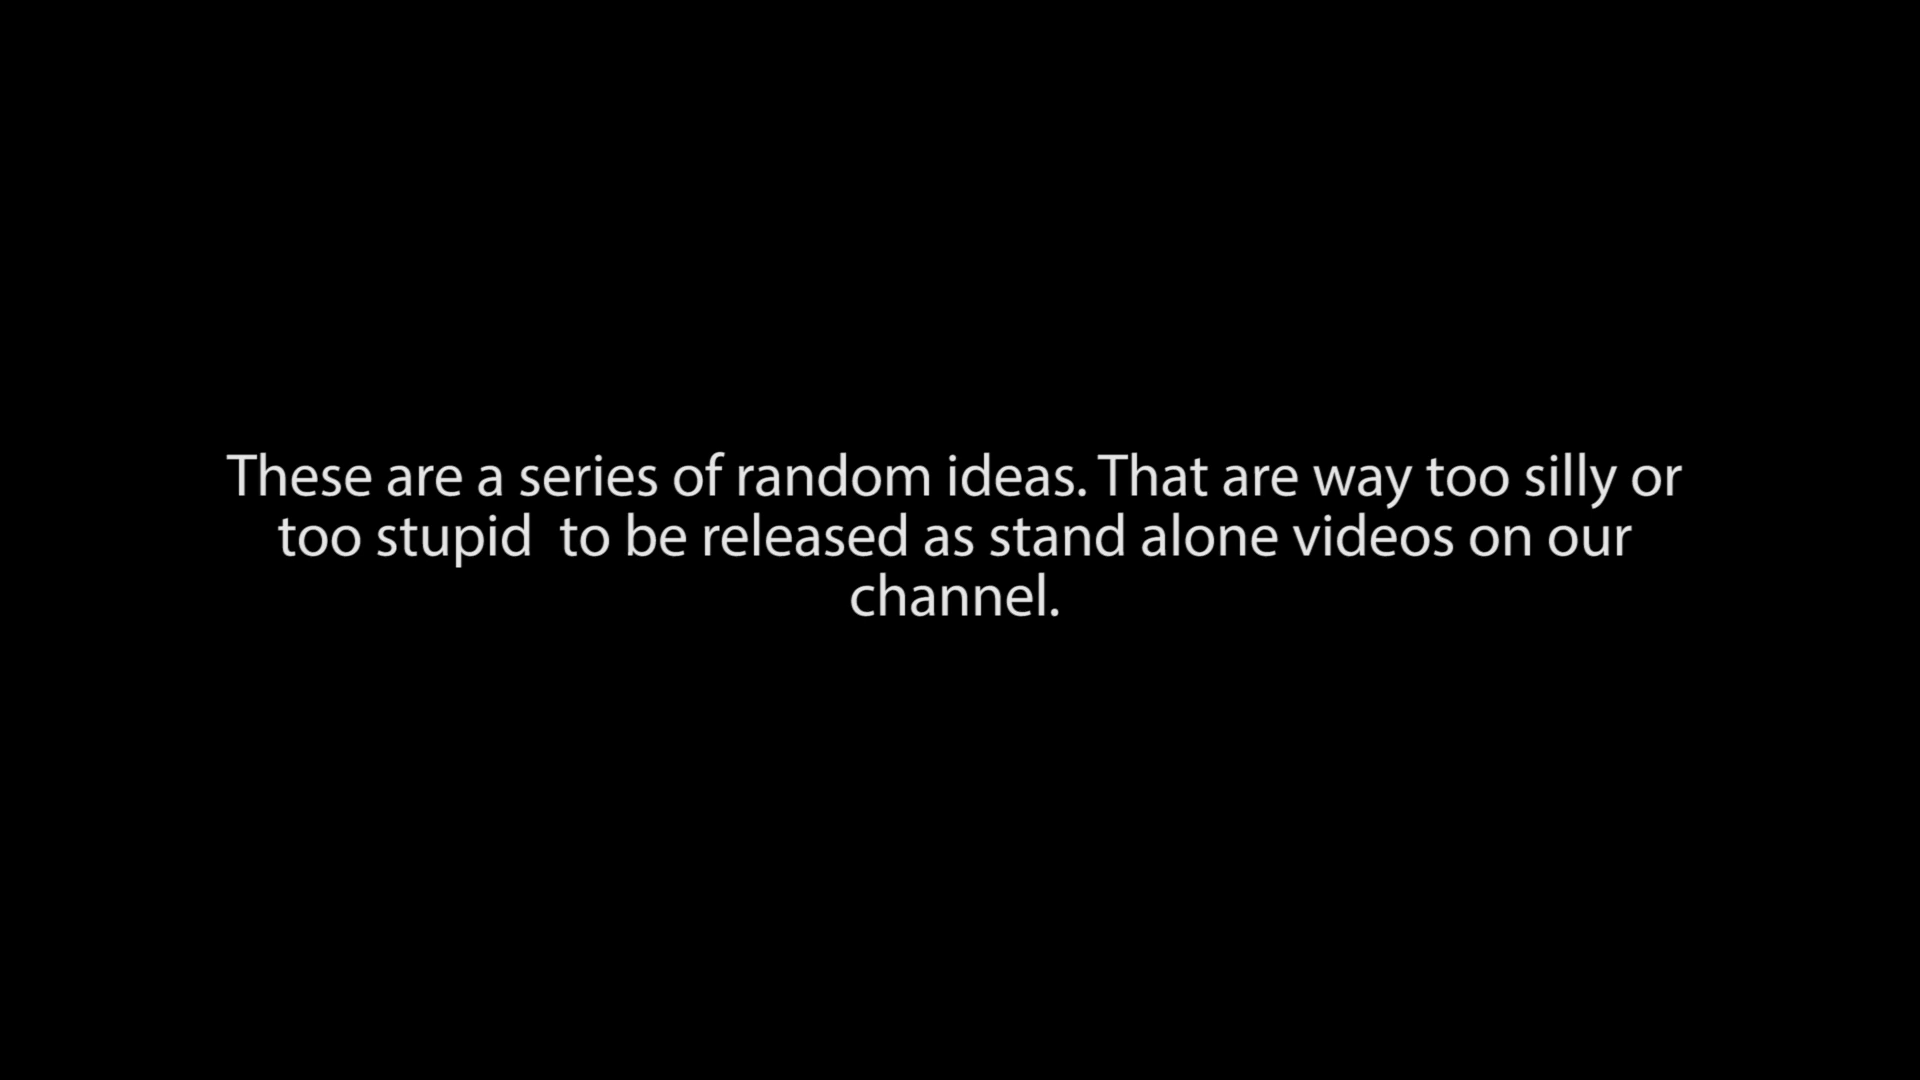 These are a series of random ideas. That are way too silly or
too stupid  to be released as stand alone videos on our
channel.